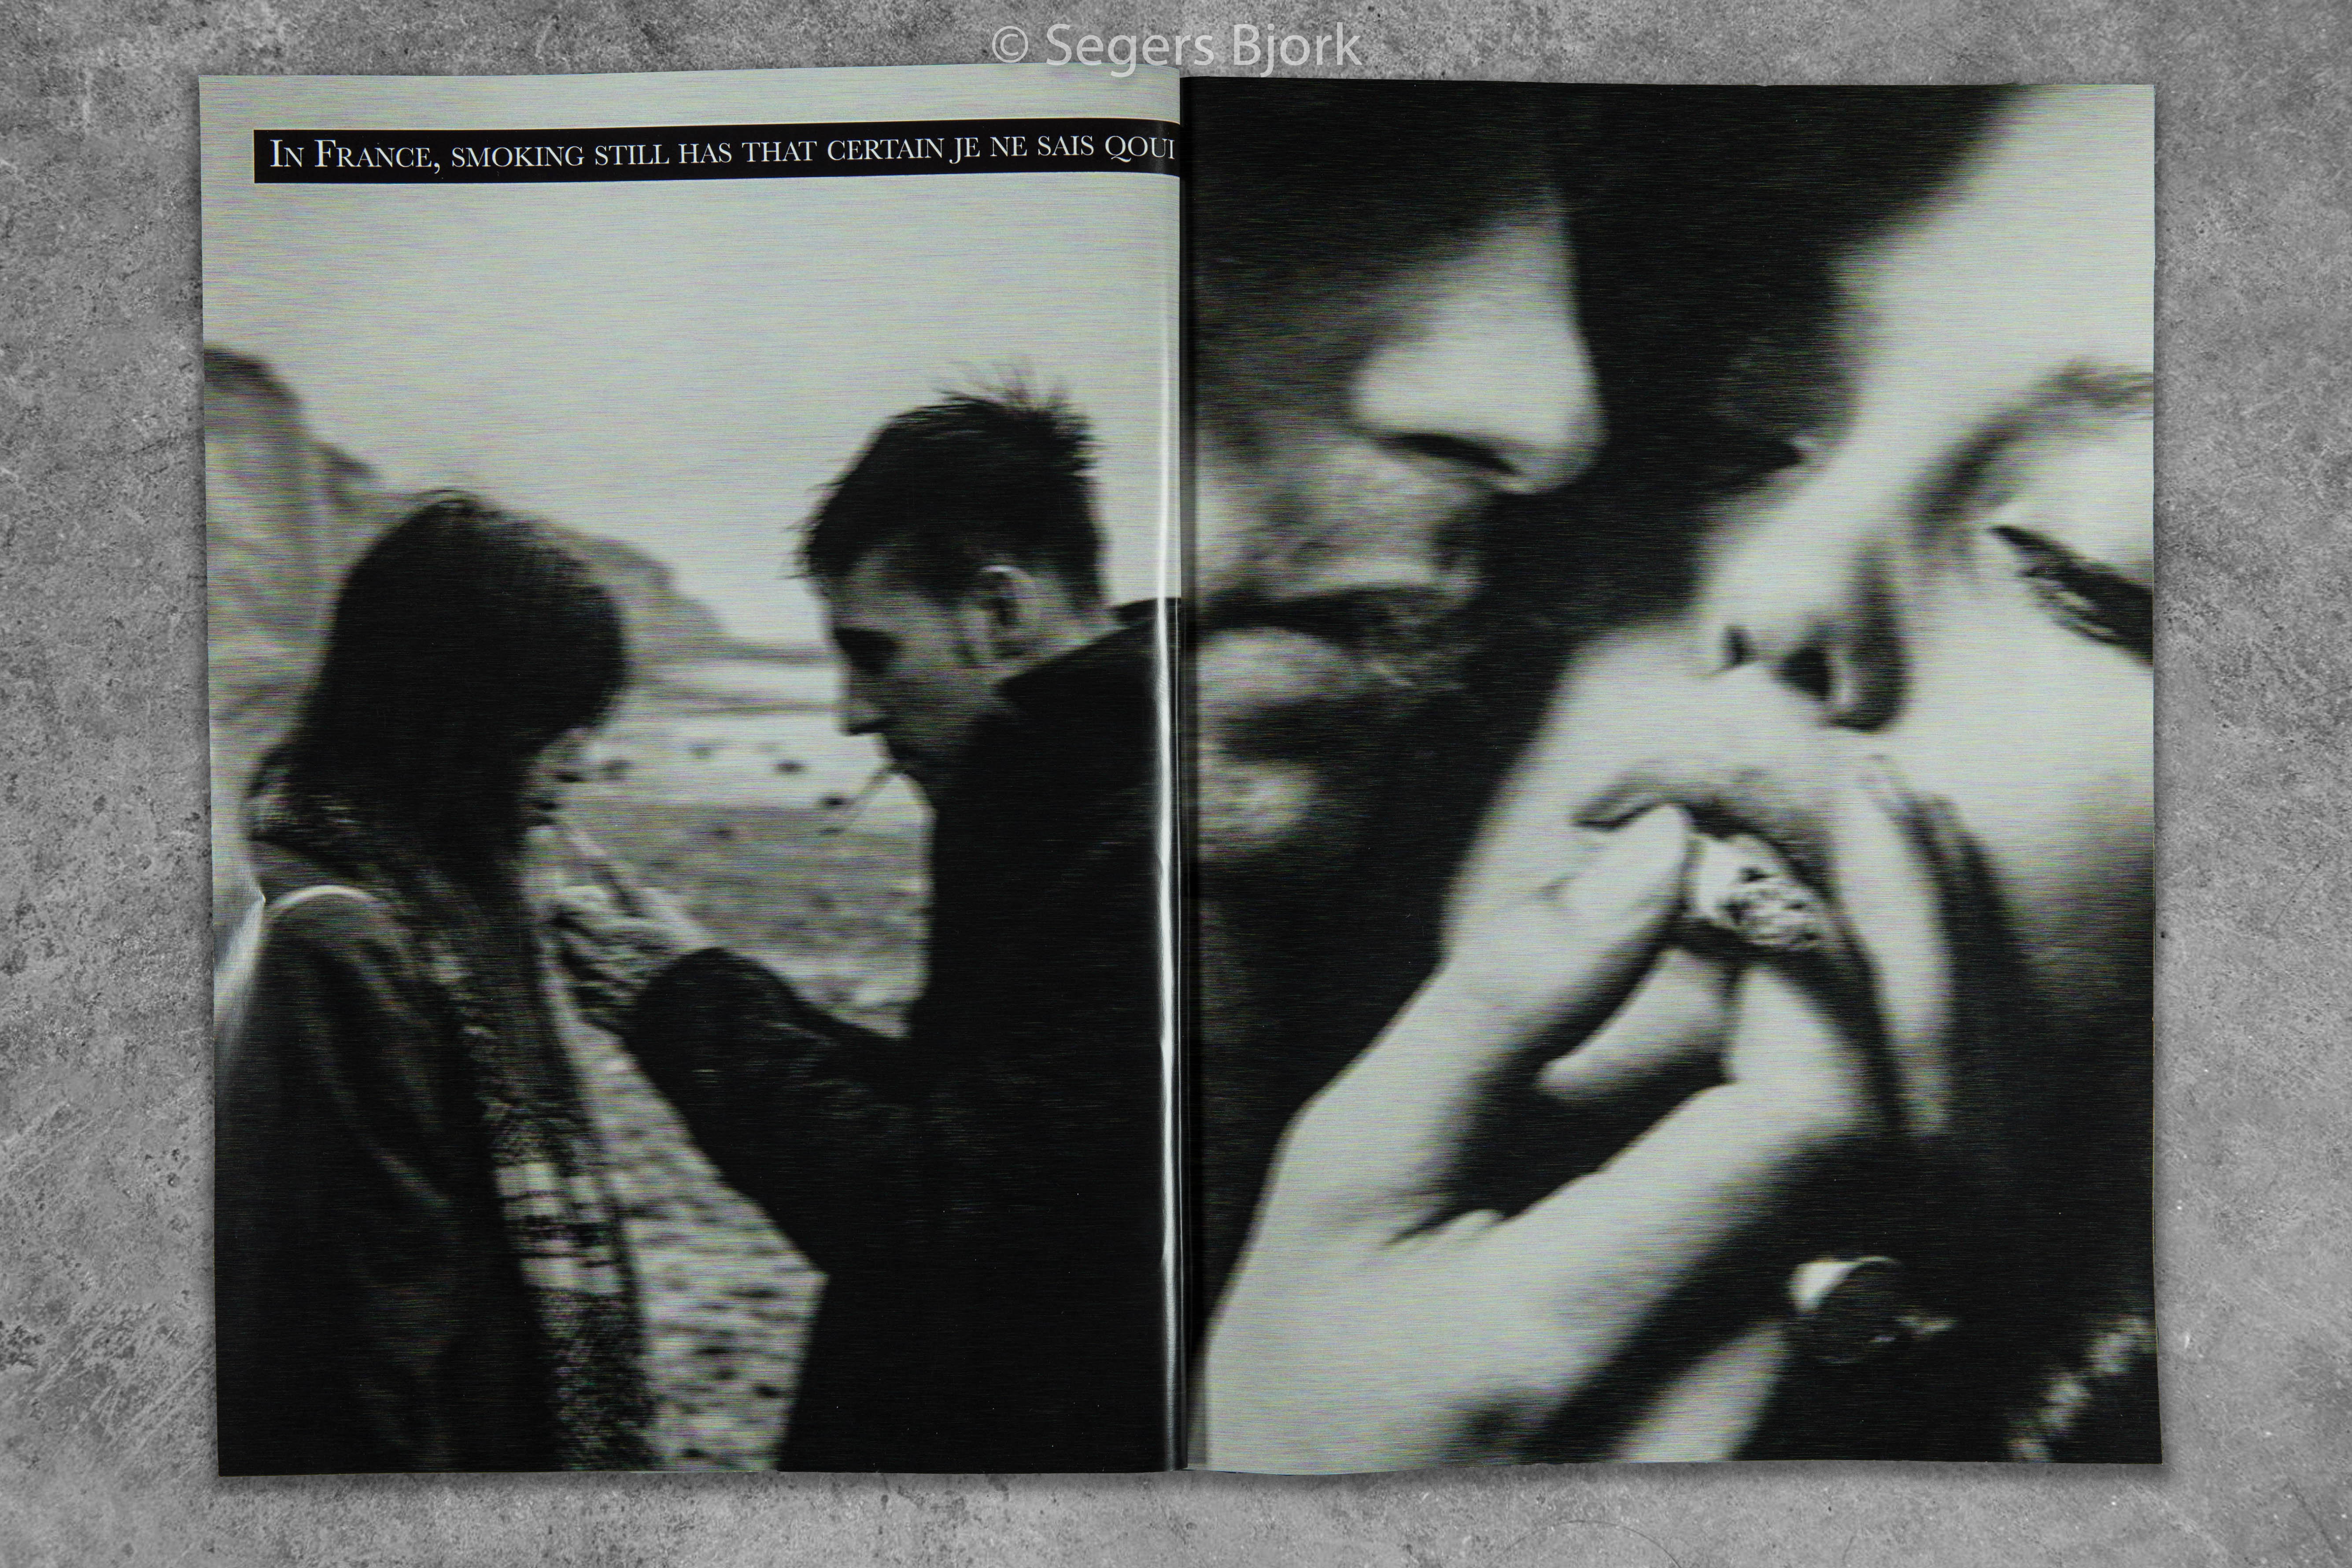 © Segers Bjork
In France, smoking still has that certain je ne sais qoui